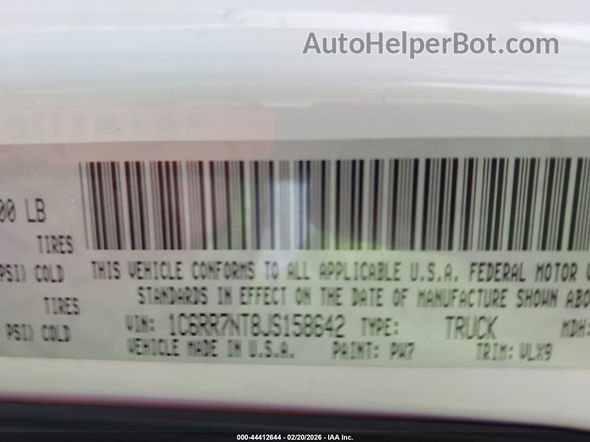 AutoHelperBot.com
00 LB
TIRES
PSI) COLD
TIRES
PSI) COLD
THIS VEHICLE CONFORMS TO ALL APPLICABLE U.S.A. FEDERAL MOTOR V
STANDARDS IN EFFECT ON THE DATE OF MANUFACTURE SHOWN ABO
VIN: 1C6RR7NT8JS158642 TYPE: TRUCK MDH:
VEHICLE MADE IN U.S.A. PAINT: PW7 TRIM: VLX9
000-44412644 - 02/20/2026 - IAA Inc.